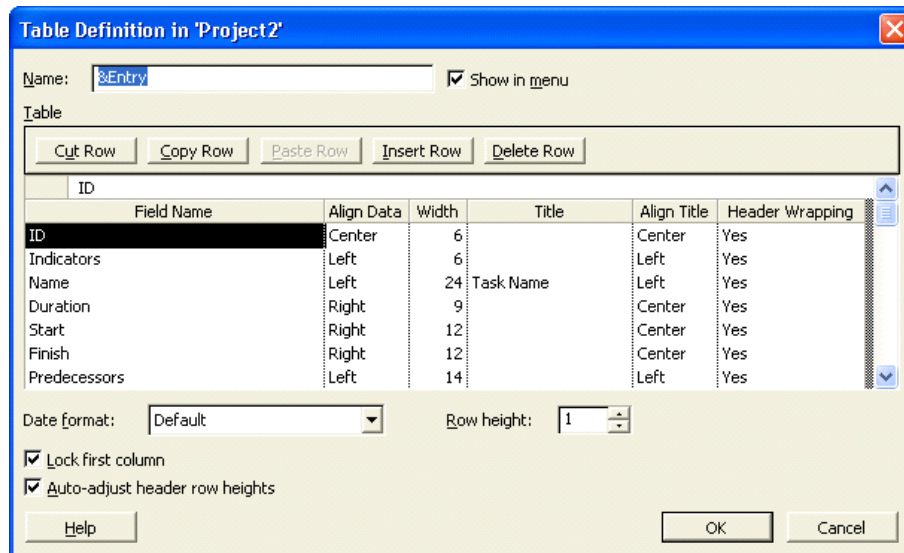 Table Definition in 'Project2'
Name: &Entry Show in menu
Table
Cut Row Copy Row Paste Row Insert Row Delete Row
ID
Field Name Align Data Width Title Align Title Header Wrapping
ID Center 6 Center Yes
Indicators Left 6 Left Yes
Name Left 24 Task Name Left Yes
Duration Right 9 Center Yes
Start Right 12 Center Yes
Finish Right 12 Center Yes
Predecessors Left 14 Left Yes
Date format: Default Row height: 1
Lock first column
Auto-adjust header row heights
Help OK Cancel